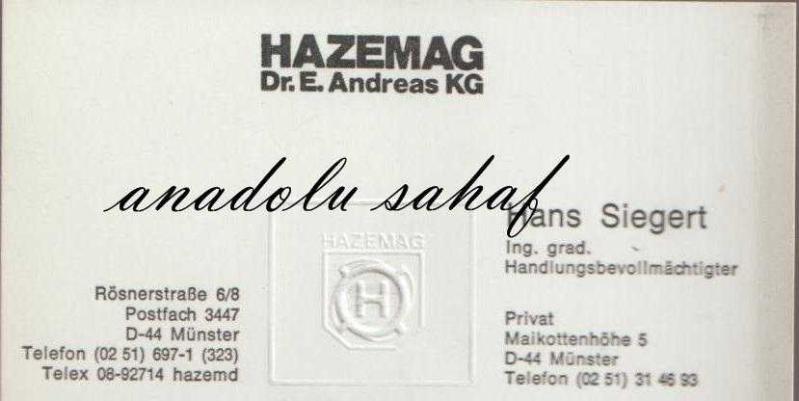 HAZEMAG
Dr. E. Andreas KG
anadolu sahaf
Hans Siegert
Ing. grad.
Handlungsbevollmächtigter
HAZEMAG
H
Rösnerstraße 6/8
Postfach 3447
D-44 Münster
Telefon (02 51) 697-1 (323)
Telex 08-92714 hazemd
Privat
Maikottenhöhe 5
D-44 Münster
Telefon (02 51) 31 46 93